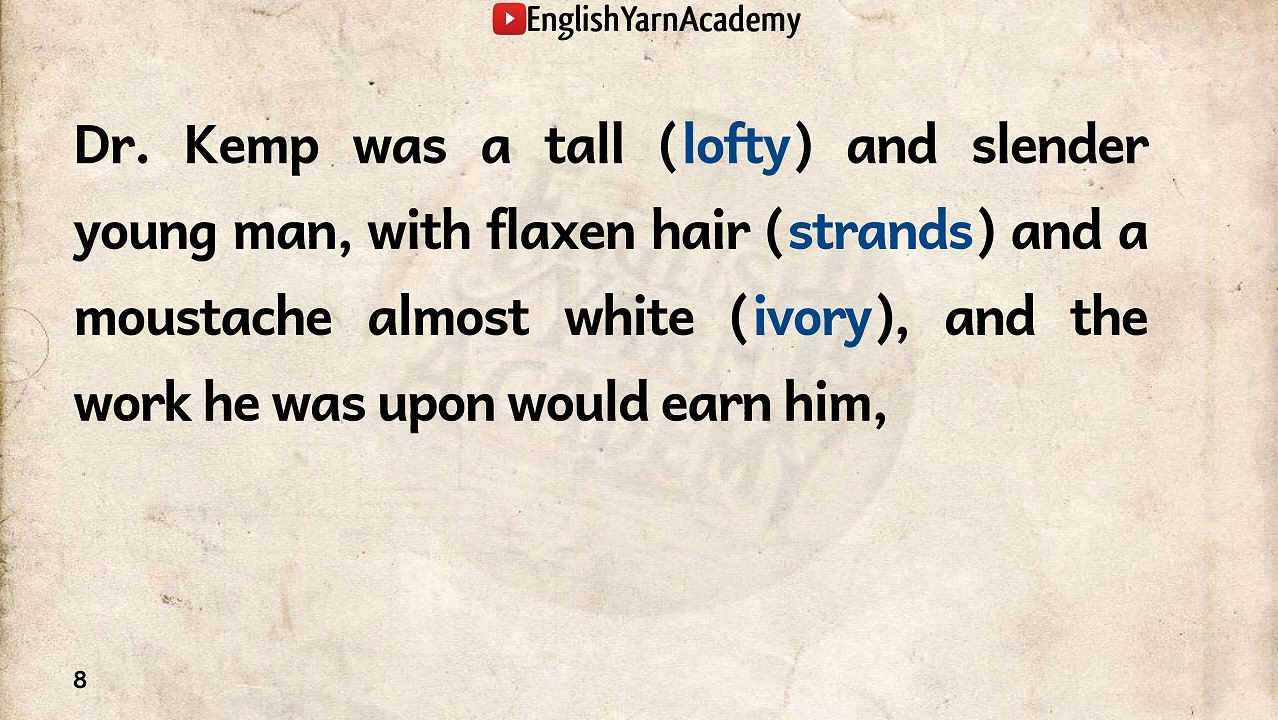 EnglishYarnAcademy
Dr. Kemp was a tall (lofty) and slender
young man, with flaxen hair (strands) and a
moustache almost white (ivory), and the
work he was upon would earn him,
8